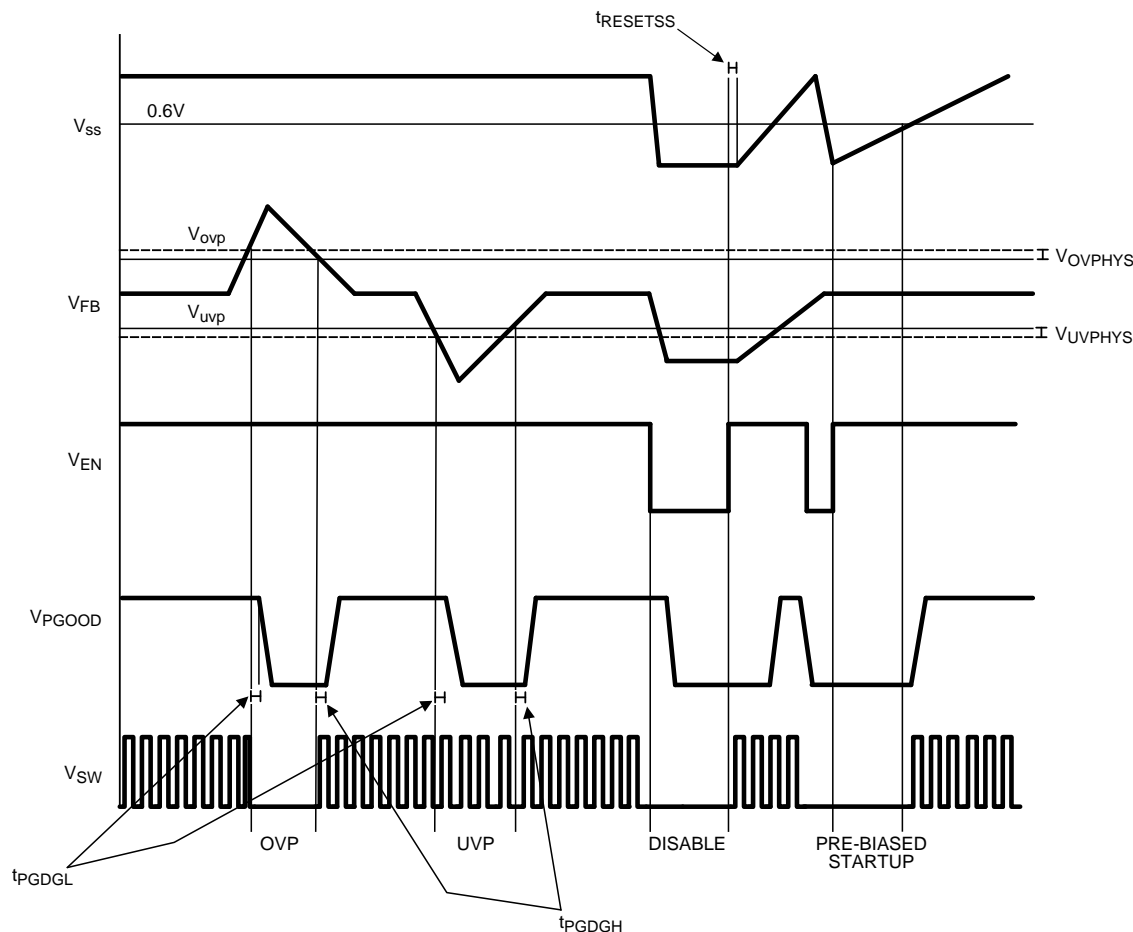 tRESETSS
0.6V
Vss
Vovp
VOVPHYS
VFB
Vuvp
VUVPHYS
VEN
VPGOOD
VSW
OVP
UVP
DISABLE
PRE-BIASED
STARTUP
tPGDGL
tPGDGH